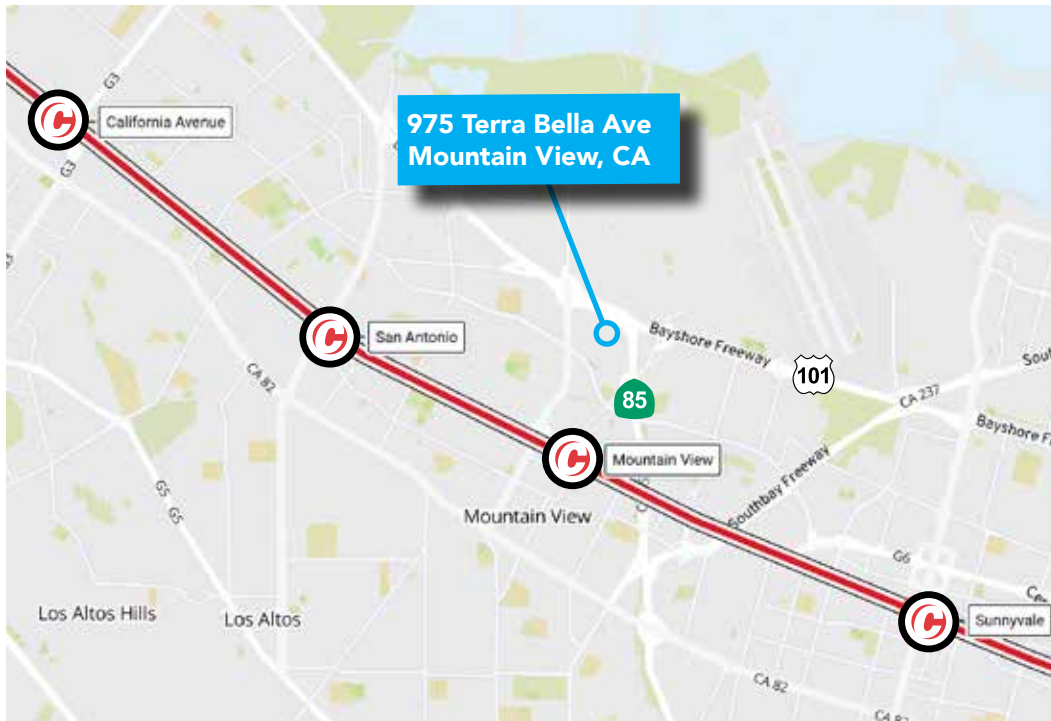 G3
California Avenue
G3
975 Terra Bella Ave
Mountain View, CA
San Antonio
Bayshore Freeway
101
CA 82
85
CA 237
Bayshore
Mountain View
Southbay Freeway
Mountain View
G5
G5
G6
Los Altos Hills
Los Altos
Sunnyvale
CA 82
CA 82